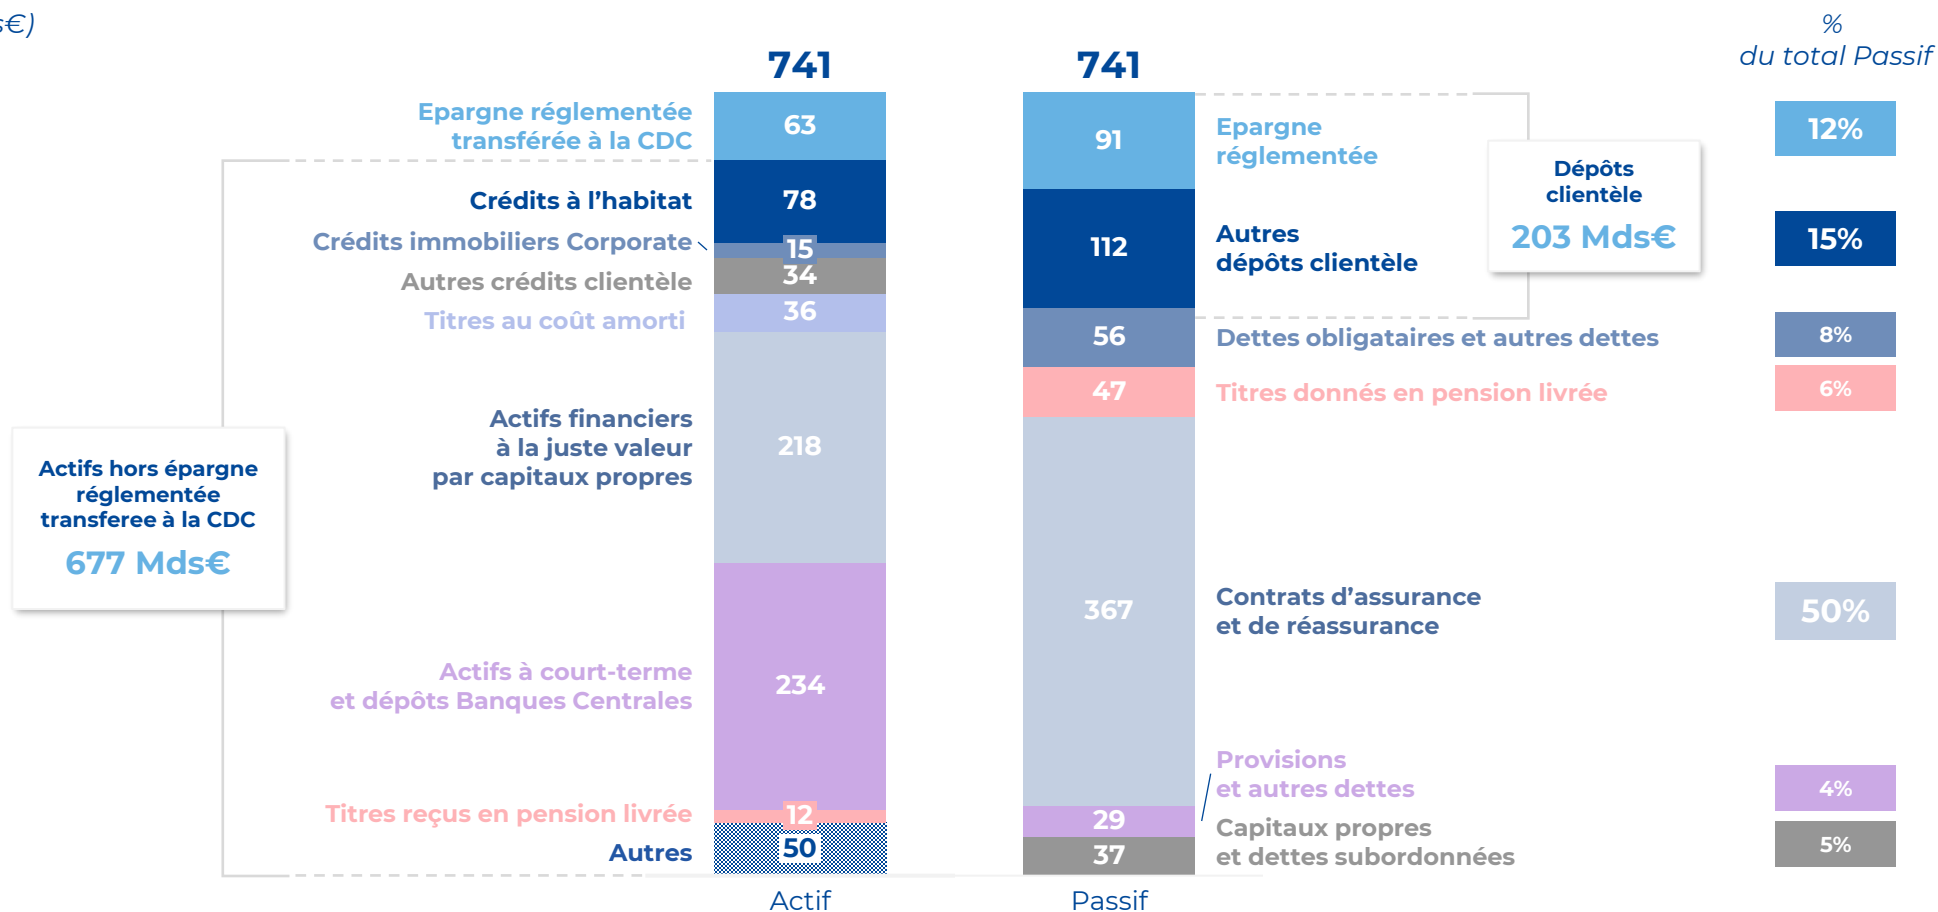 s€)
%
du total Passif
741
741
Epargne réglementée
transférée à la CDC
63
91
Epargne
réglementée
12%
Dépôts
clientèle
203 Mds€
Crédits à l’habitat
78
Crédits immobiliers Corporate
15
Autres crédits clientèle
34
Titres au coût amorti
36
112
Autres
dépôts clientèle
15%
56
Dettes obligataires et autres dettes
8%
47
Titres donnés en pension livrée
6%
Actifs financiers
à la juste valeur
par capitaux propres
218
Actifs hors épargne
réglementée
transferee à la CDC
677 Mds€
367
Contrats d’assurance
et de réassurance
50%
Actifs à court-terme
et dépôts Banques Centrales
234
Provisions
et autres dettes
29
4%
Titres reçus en pension livrée
12
Autres
50
37
Capitaux propres
et dettes subordonnées
5%
Actif
Passif